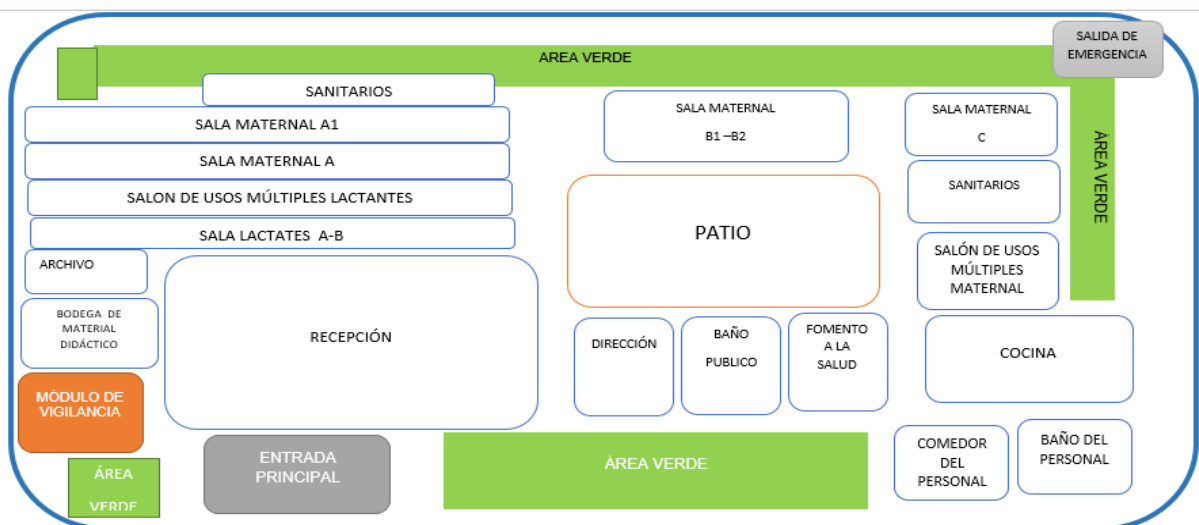 SALIDA DE
EMERGENCIA
AREA VERDE
SANITARIOS
SALA MATERNAL A1
SALA MATERNAL A
SALON DE USOS MÚLTIPLES LACTANTES
SALA LACTATES  A-B
ARCHIVO
BODEGA DE
MATERIAL
DIDÁCTICO
MÓDULO DE
VIGILANCIA
ÁREA
VERDE
RECEPCIÓN
ENTRADA
PRINCIPAL
SALA MATERNAL
B1 –B2
PATIO
DIRECCIÓN
BAÑO
PUBLICO
FOMENTO
A LA
SALUD
ÀREA VERDE
SALA MATERNAL
C
SANITARIOS
SALÓN DE USOS
MÚLTIPLES
MATERNAL
ÀREA VERDE
COCINA
COMEDOR
DEL
PERSONAL
BAÑO DEL
PERSONAL